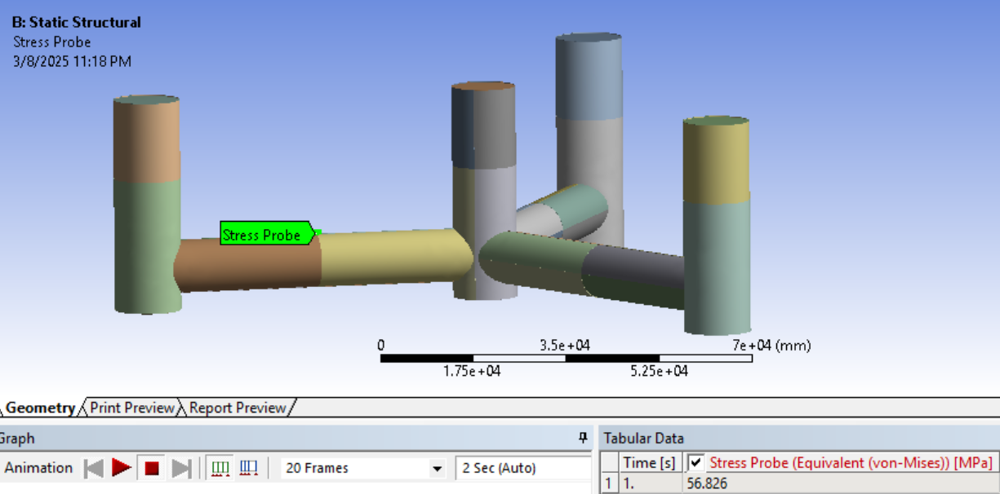 B: Static Structural
Stress Probe
3/8/2025 11:18 PM
Stress Probe
0 3.5e+04 7e+04 (mm)
1.75e+04 5.25e+04
Geometry Print Preview Report Preview
Graph
Animation 20 Frames 2 Sec (Auto)
Tabular Data
Time [s] Stress Probe (Equivalent (von-Mises)) [MPa]
1 1. 56.826